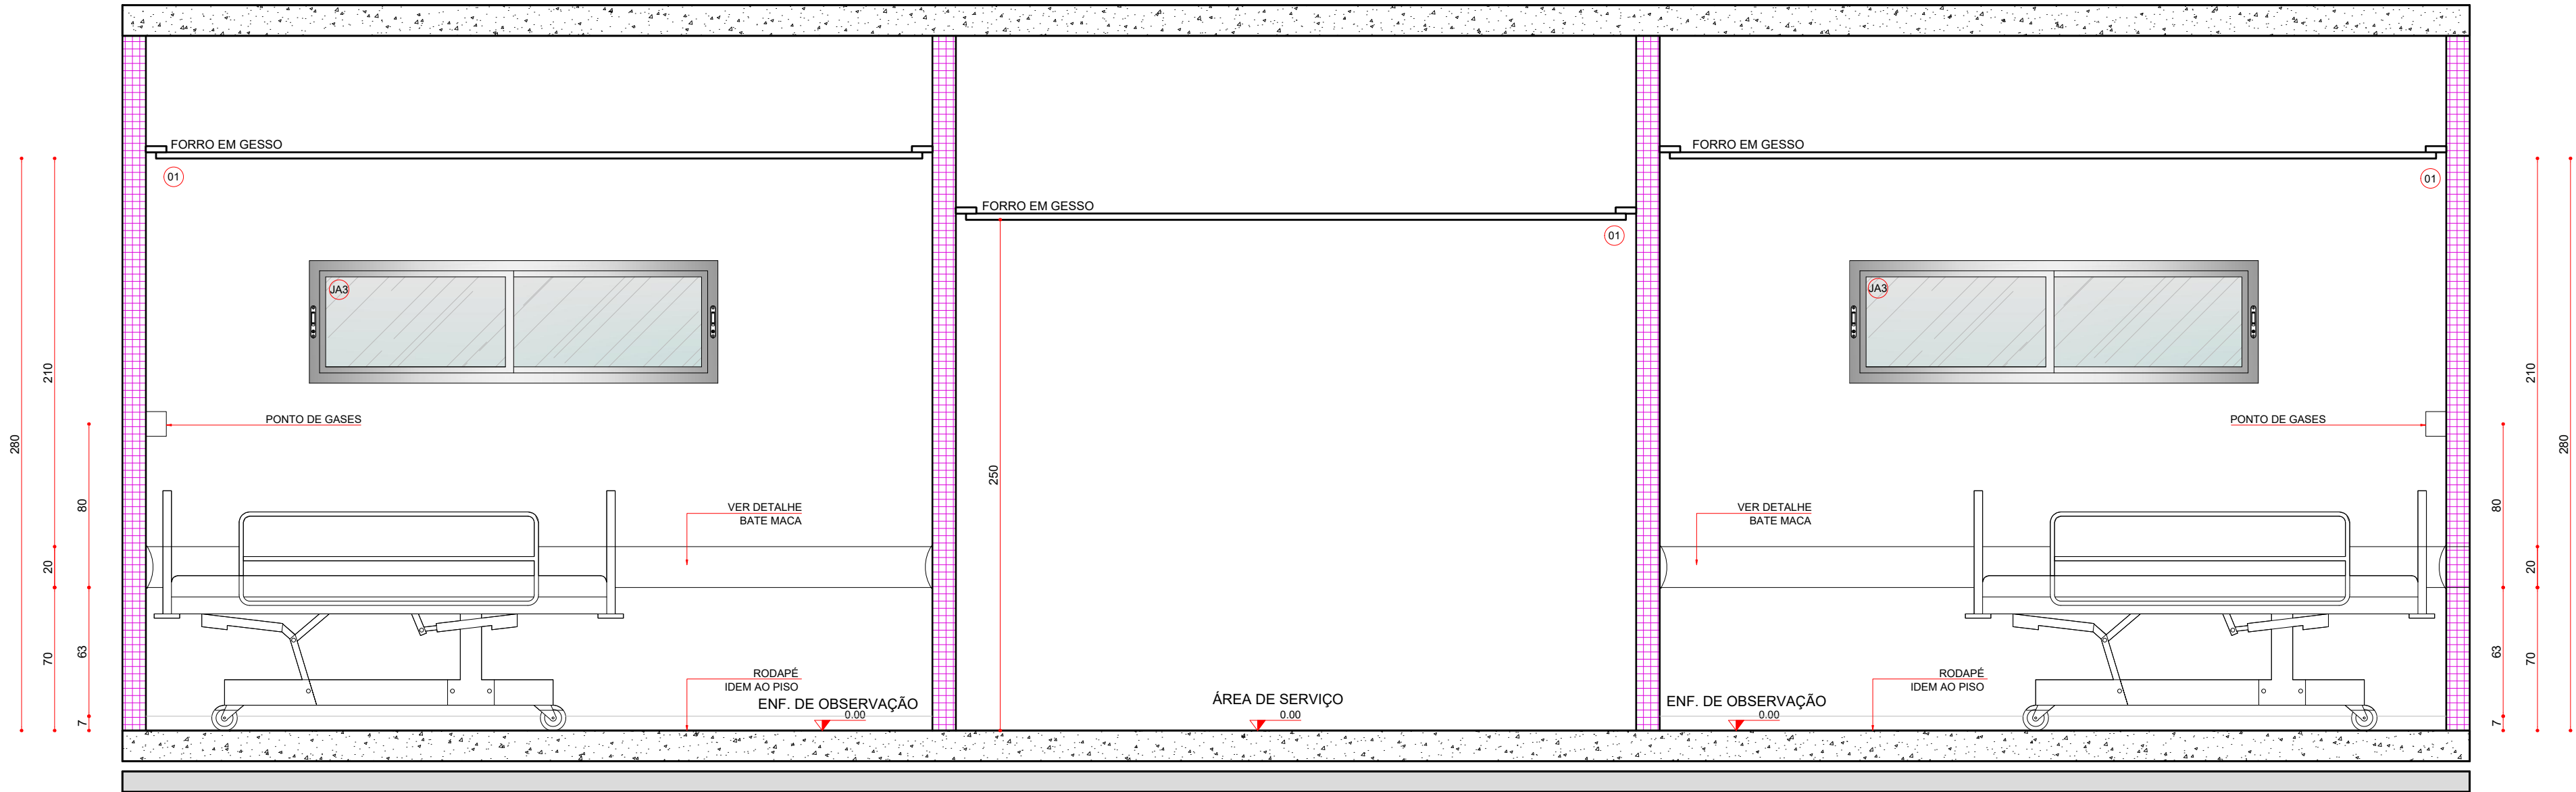 FORRO EM GESSO
FORRO EM GESSO
01
01
FORRO EM GESSO
01
JA3
JA3
210
210
PONTO DE GASES
PONTO DE GASES
280
280
250
80
80
VER DETALHE
BATE MACA
VER DETALHE
BATE MACA
20
20
63
63
70
70
RODAPÉ
IDEM AO PISO
RODAPÉ
IDEM AO PISO
ENF. DE OBSERVAÇÃO
0.00
ÁREA DE SERVIÇO
0.00
ENF. DE OBSERVAÇÃO
0.00
7
7